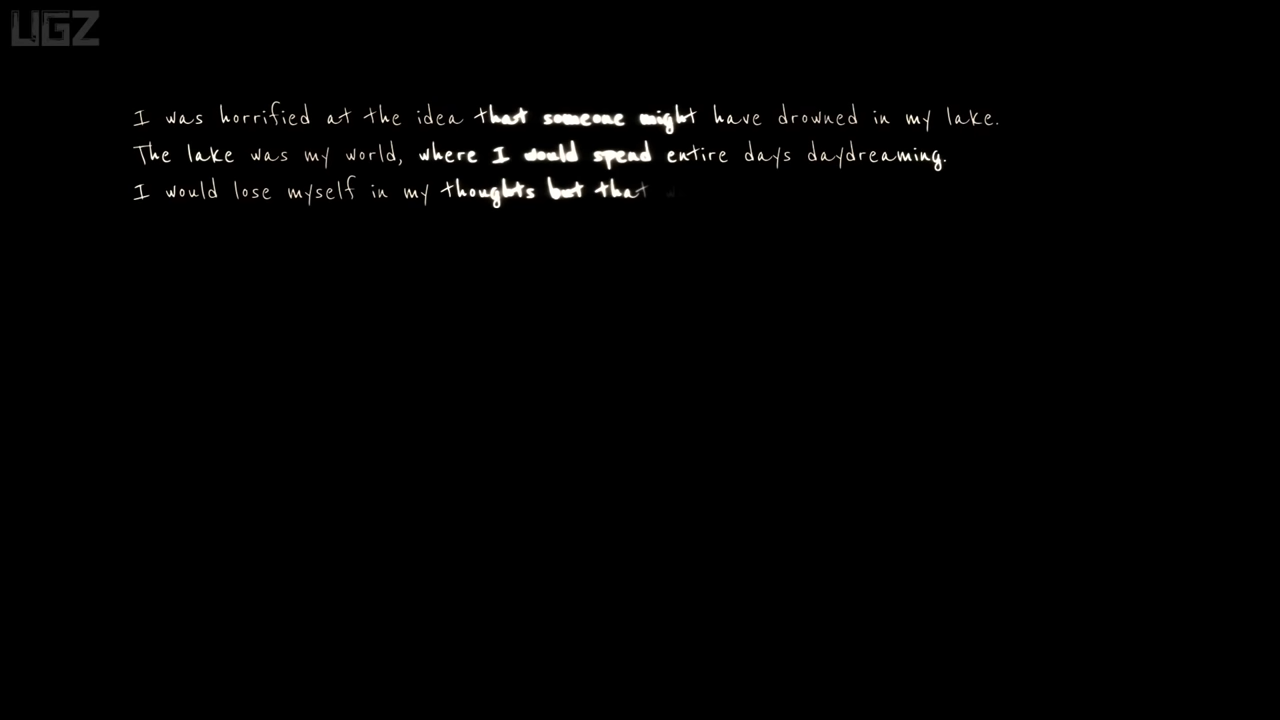 UGZ
I was horrified at the idea that someone might have drowned in my lake.
The lake was my world, where I would spend entire days daydreaming.
I would lose myself in my thoughts but that